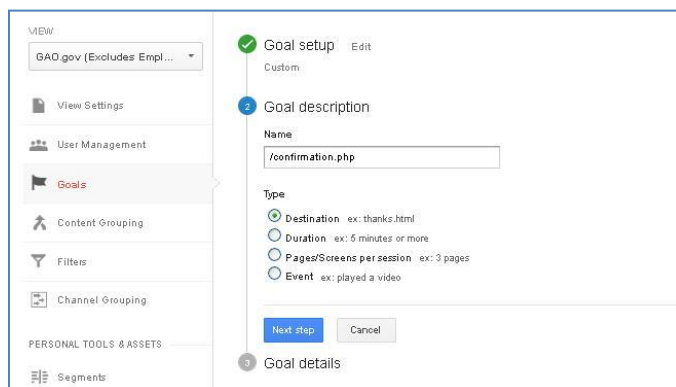 VIEW
GAO.gov (Excludes Empl...
View Settings
User Management
Goals
Content Grouping
Filters
Channel Grouping
PERSONAL TOOLS & ASSETS
Segments
Goal setup Edit
Custom
2 Goal description
Name
/confirmation.php
Type
Destination ex: thanks.html
Duration ex: 5 minutes or more
Pages/Screens per session ex: 3 pages
Event ex: played a video
Next step Cancel
3 Goal details